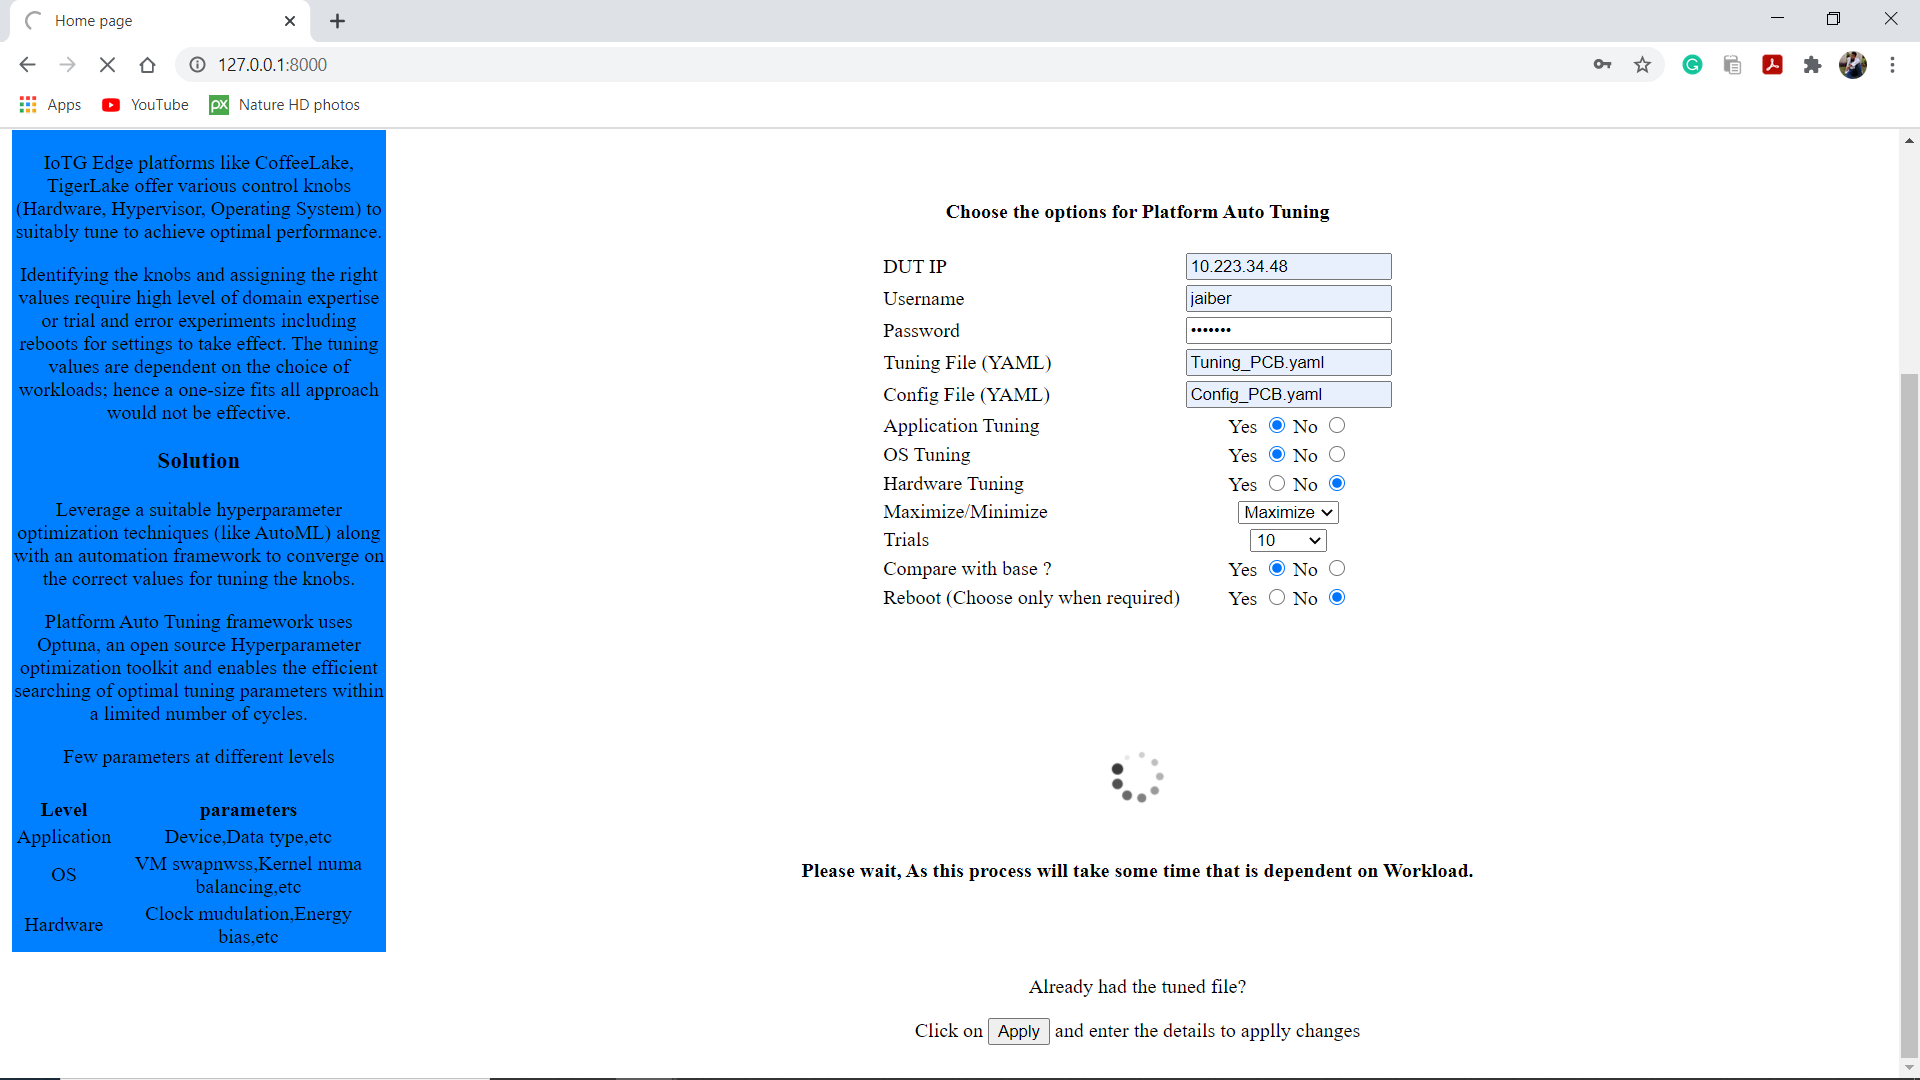 Home page
127.0.0.1:8000
Apps
YouTube
px
Nature HD photos
IoTG Edge platforms like CoffeeLake,
TigerLake offer various control knobs
(Hardware, Hypervisor, Operating System) to
suitably tune to achieve optimal performance.
Identifying the knobs and assigning the right
values require high level of domain expertise
or trial and error experiments including
reboots for settings to take effect. The tuning
values are dependent on the choice of
workloads; hence a one-size fits all approach
would not be effective.
Solution
Leverage a suitable hyperparameter
optimization techniques (like AutoML) along
with an automation framework to converge on
the correct values for tuning the knobs.
Platform Auto Tuning framework uses
Optuna, an open source Hyperparameter
optimization toolkit and enables the efficient
searching of optimal tuning parameters within
a limited number of cycles.
Few parameters at different levels
Level parameters
Application Device,Data type,etc
OS VM swapnwss,Kernel numa
balancing,etc
Hardware Clock mudulation,Energy
bias,etc
Choose the options for Platform Auto Tuning
DUT IP 10.223.34.48
Username jaiber
Password •••••••
Tuning File (YAML) Tuning_PCB.yaml
Config File (YAML) Config_PCB.yaml
Application Tuning Yes No
OS Tuning Yes No
Hardware Tuning Yes No
Maximize/Minimize Maximize
Trials 10
Compare with base ? Yes No
Reboot (Choose only when required) Yes No
Please wait, As this process will take some time that is dependent on Workload.
Already had the tuned file?
Click on Apply and enter the details to applly changes